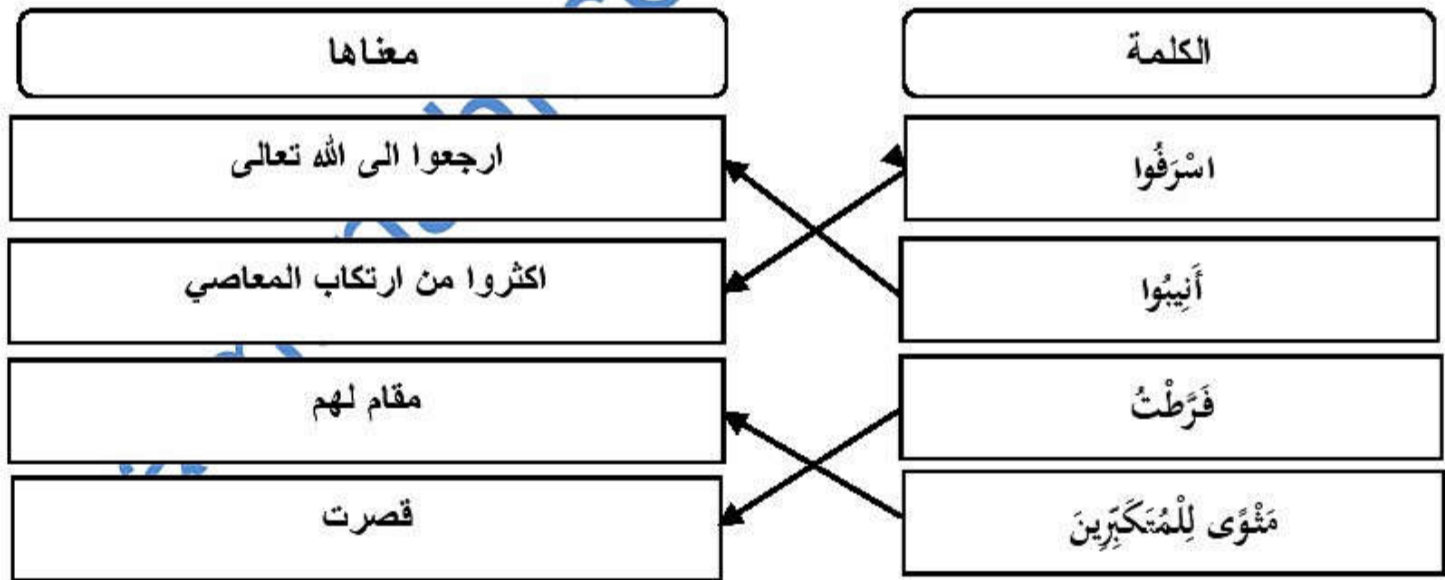 الكلمة
معناها
اسْرَفُوا
ارجعوا الى الله تعالى
أَنِيبُوا
اكثروا من ارتكاب المعاصي
فَرَّطْتُ
مقام لهم
مَثْوًى لِلْمُتَكَبِّرِينَ
قصرت